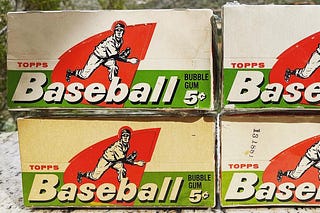 TOPPS
Baseball
BUBBLE
GUM
5¢
TOPPS
Base
TOPPS
Baseball
BUBBLE
GUM
5¢
TOPPS
Base